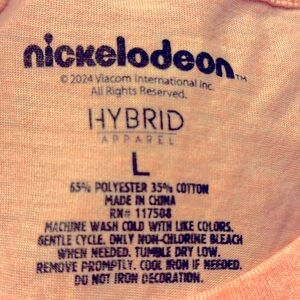 nickelodeon™
© 2024 Viacom International Inc.
All Rights Reserved.
HYBRID
APPAREL
L
65% POLYESTER 35% COTTON
MADE IN CHINA
RN# 117508
MACHINE WASH COLD WITH LIKE COLORS.
GENTLE CYCLE. ONLY NON-CHLORINE BLEACH
WHEN NEEDED. TUMBLE DRY LOW.
REMOVE PROMPTLY. COOL IRON IF NEEDED.
DO NOT IRON DECORATION.